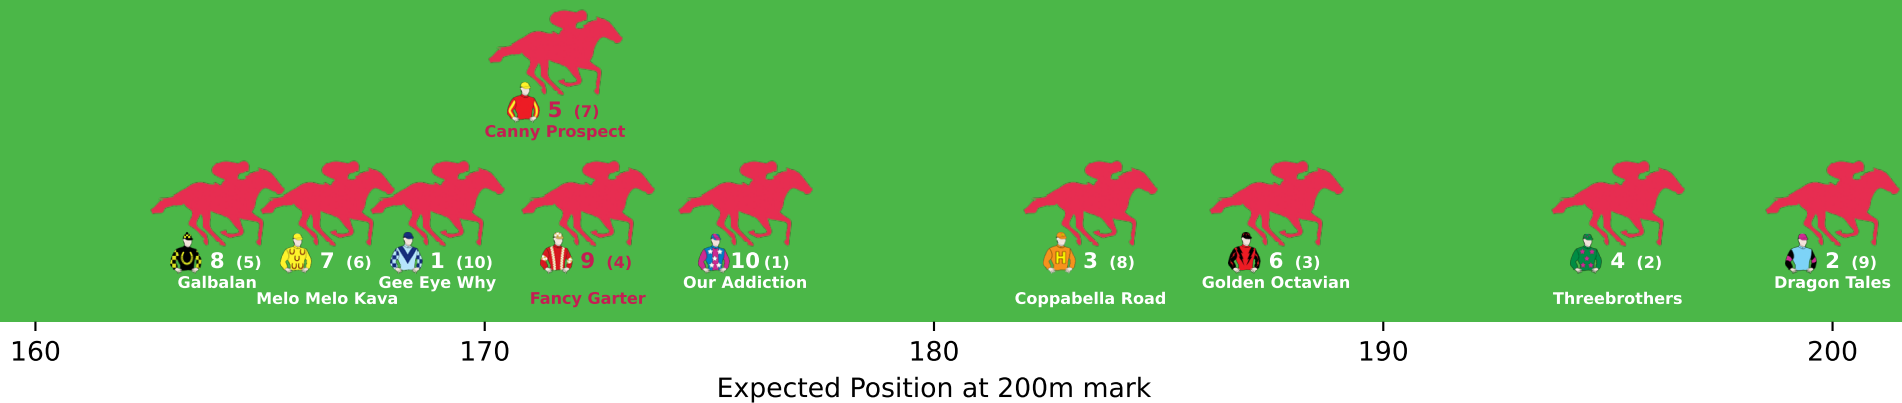 5 (7)
Canny Prospect
8 (5)
Galbalan
7 (6)
Melo Melo Kava
1 (10)
Gee Eye Why
9 (4)
Fancy Garter
10 (1)
Our Addiction
3 (8)
H
Coppabella Road
6 (3)
Golden Octavian
4 (2)
Threebrothers
2 (9)
Dragon Tales
160 170 180 190 200
Expected Position at 200m mark